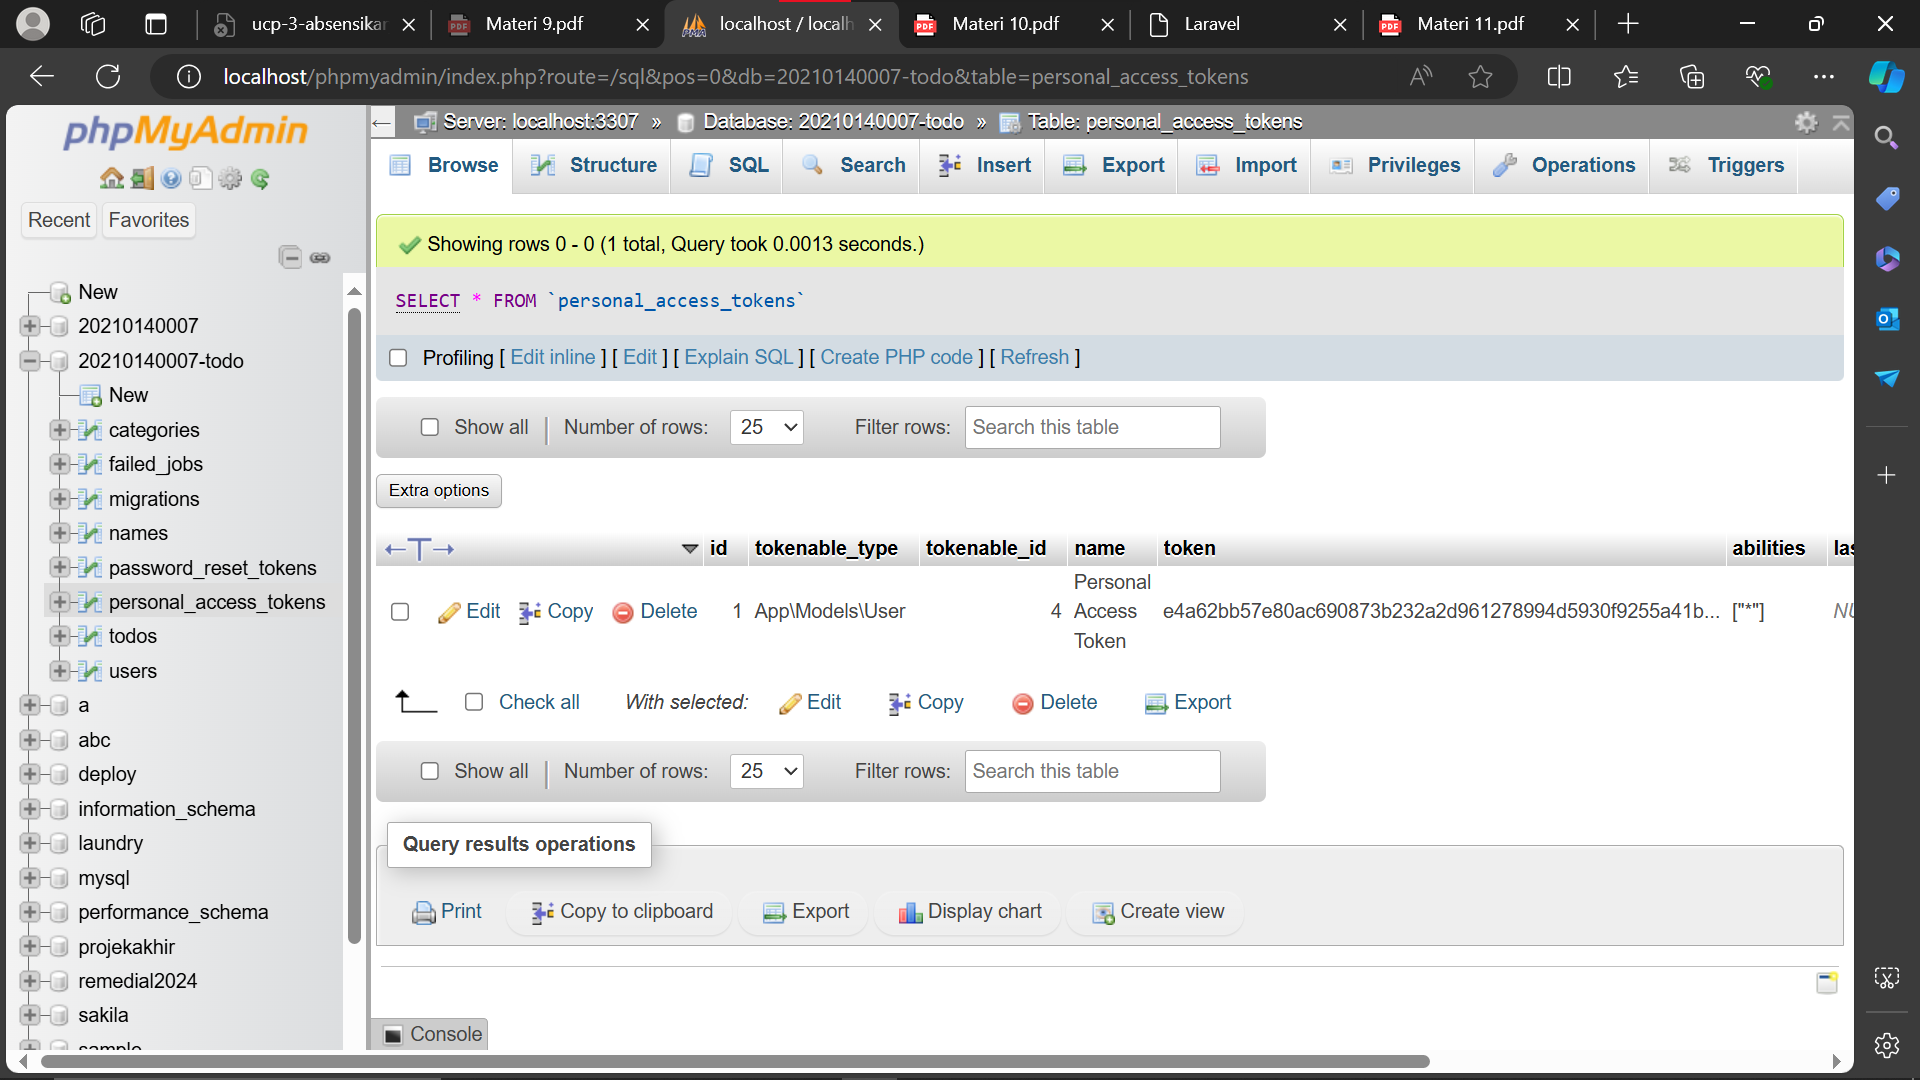 ucp-3-absensikar
Materi 9.pdf
localhost / localh
Materi 10.pdf
Laravel
Materi 11.pdf
localhost/phpmyadmin/index.php?route=/sql&pos=0&db=20210140007-todo&table=personal_access_tokens
phpMyAdmin
Recent
Favorites
New
20210140007
20210140007-todo
New
categories
failed_jobs
migrations
names
password_reset_tokens
personal_access_tokens
todos
users
a
abc
deploy
information_schema
laundry
mysql
performance_schema
projekakhir
remedial2024
sakila
sample
Server: localhost:3307 » Database: 20210140007-todo » Table: personal_access_tokens
Browse Structure SQL Search Insert Export Import Privileges Operations Triggers
Showing rows 0 - 0 (1 total, Query took 0.0013 seconds.)
SELECT * FROM `personal_access_tokens`
Profiling [ Edit inline ] [ Edit ] [ Explain SQL ] [ Create PHP code ] [ Refresh ]
Show all Number of rows: 25 Filter rows: Search this table
Extra options
id tokenable_type tokenable_id name token abilities las
Edit Copy Delete 1 App\Models\User 4 Personal Access Token e4a62bb57e80ac690873b232a2d961278994d5930f9255a41b... ["*"] NU
Check all With selected: Edit Copy Delete Export
Show all Number of rows: 25 Filter rows: Search this table
Query results operations
Print Copy to clipboard Export Display chart Create view
Console